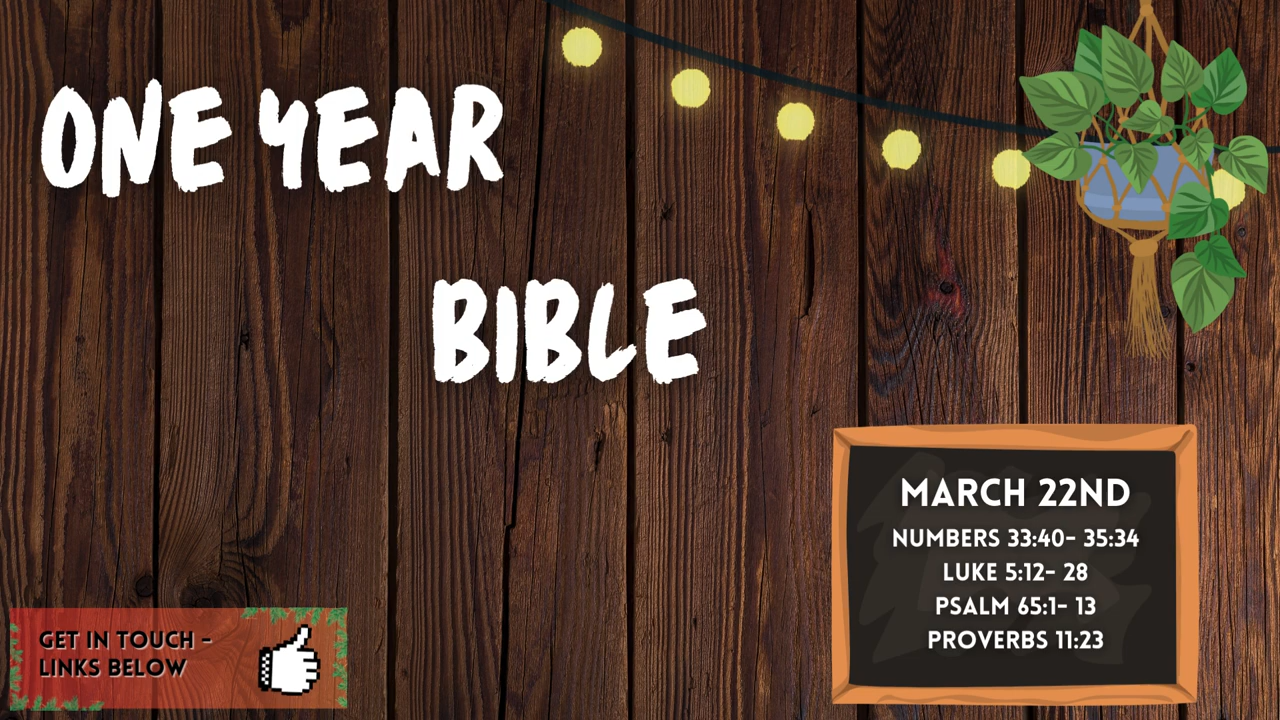 ONE YEAR
BIBLE
MARCH 22ND
NUMBERS 33:40- 35:34
LUKE 5:12- 28
PSALM 65:1- 13
PROVERBS 11:23
GET IN TOUCH -
LINKS BELOW